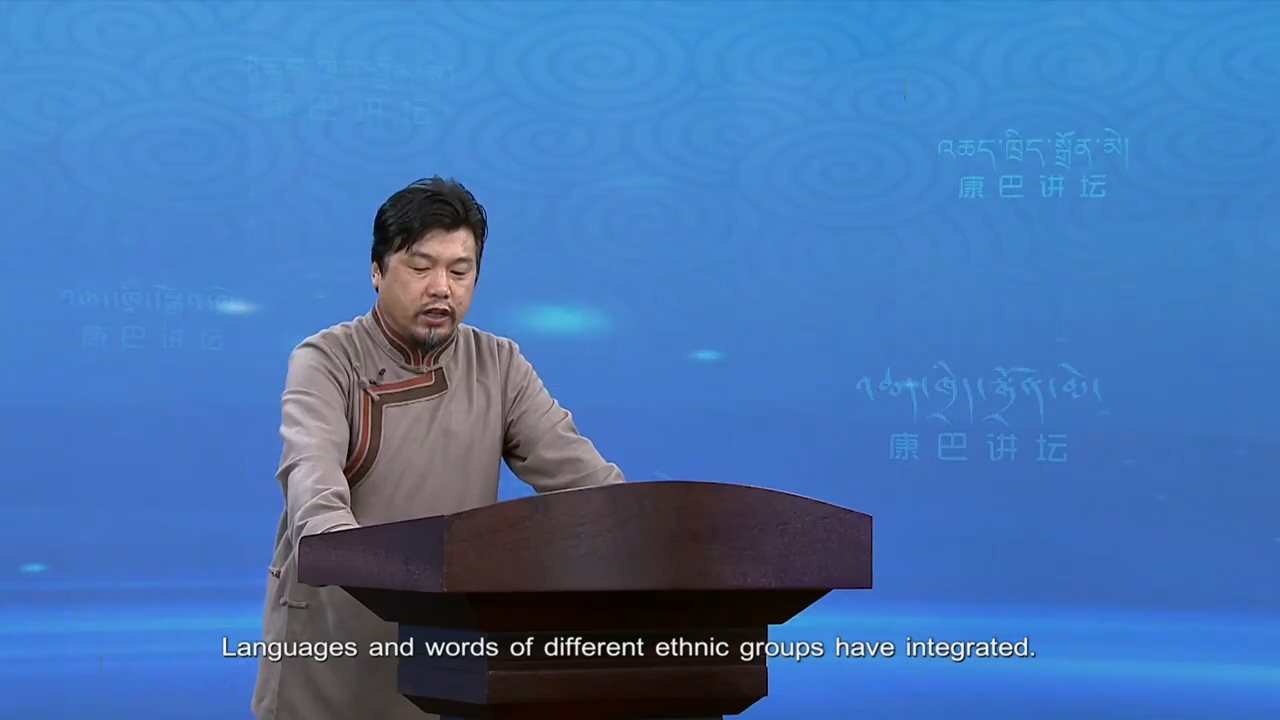 འཆད་ཁྲིད་སྒྲོན་མེ།
康巴讲坛
康巴讲坛
康巴讲坛
康巴讲坛
Languages and words of different ethnic groups have integrated.